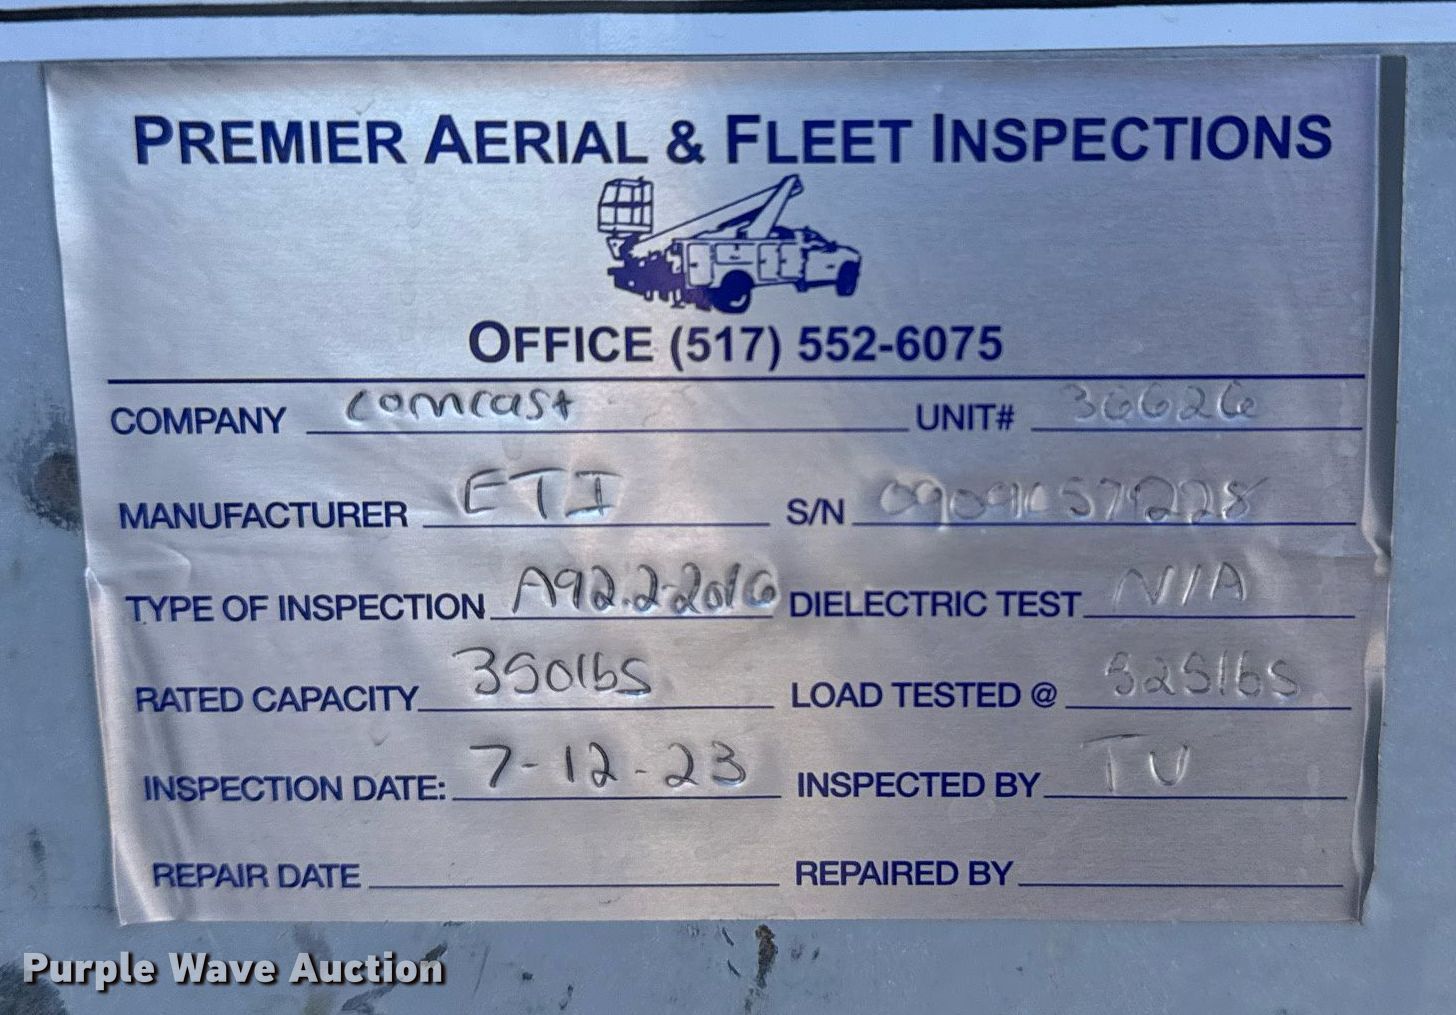 PREMIER AERIAL & FLEET INSPECTIONS
OFFICE (517) 552-6075
COMPANY comcast UNIT# 36626
MANUFACTURER ETI S/N
TYPE OF INSPECTION A92.2-2016 DIELECTRIC TEST N/A
RATED CAPACITY 350lbs LOAD TESTED @ 525lbs
INSPECTION DATE: 7-12-23 INSPECTED BY TV
REPAIR DATE REPAIRED BY
Purple Wave Auction